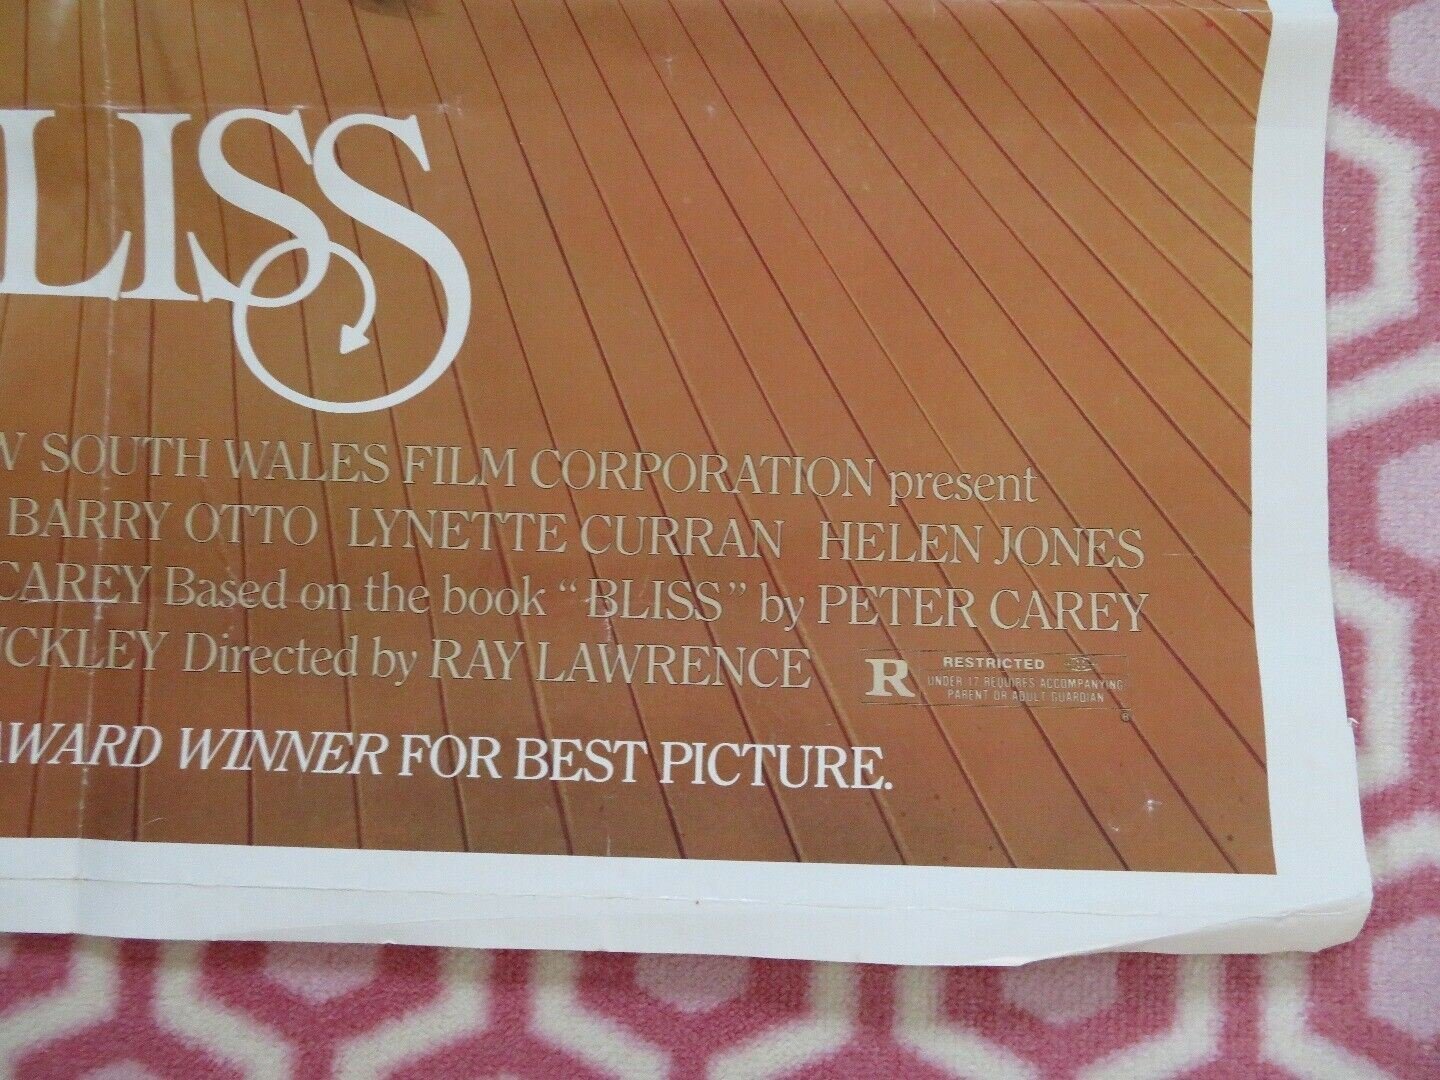 LISS
W SOUTH WALES FILM CORPORATION present
BARRY OTTO LYNETTE CURRAN HELEN JONES
CAREY Based on the book "BLISS" by PETER CAREY
CKLEY Directed by RAY LAWRENCE
R RESTRICTED
UNDER 17 REQUIRES ACCOMPANYING
PARENT OR ADULT GUARDIAN
AWARD WINNER FOR BEST PICTURE.